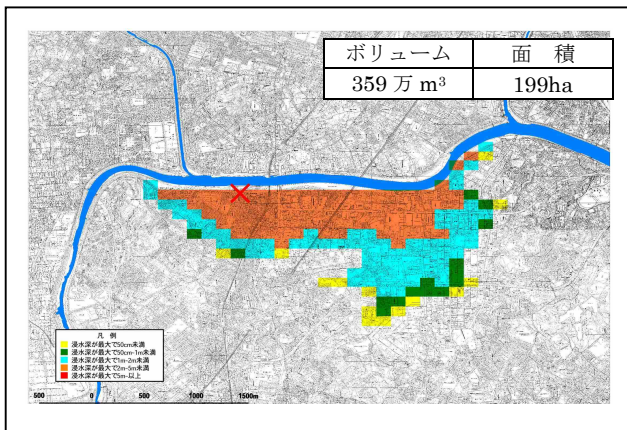 ボリューム 面 積
359 万 m³ 199ha
凡 例
浸水深が最大で50cm未満
浸水深が最大で50cm-1m未満
浸水深が最大で1m-2m未満
浸水深が最大で2m-5m未満
浸水深が最大で5m-以上
500 0 500 1000 1500m